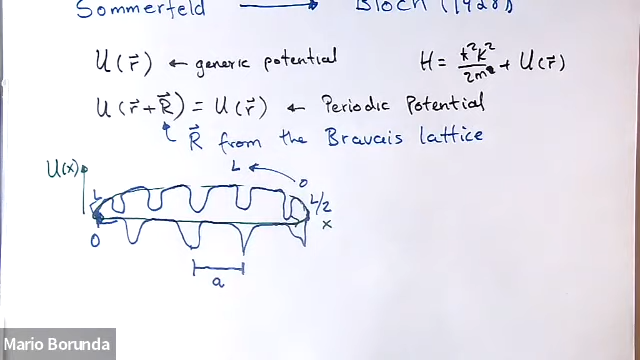 Sommerfeld → Bloch (1928)
U(r⃗) ← generic potential
H = ħ²k²/2m + U(r⃗)
U(r⃗+R⃗) = U(r⃗) ← Periodic Potential
R⃗ from the Bravais lattice
U(x)
L
L
0
L/2
x
0
a
Mario Borunda